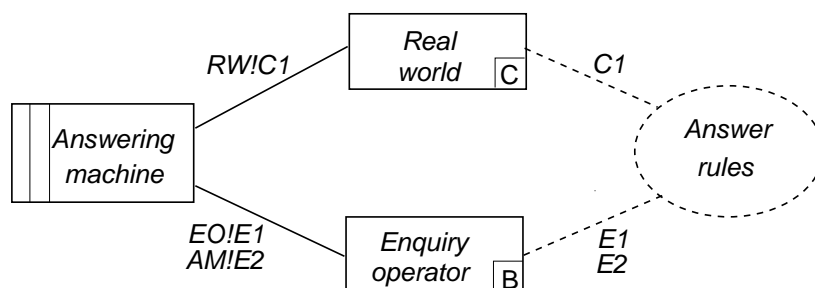 Real
world
C
RW!C1
C1
Answering
machine
Answer
rules
EO!E1
AM!E2
Enquiry
operator
B
E1
E2